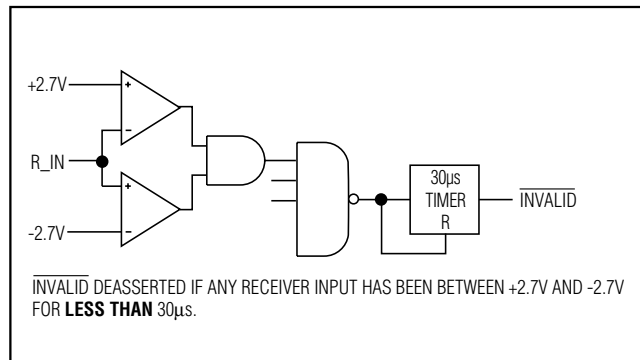 +2.7V
R_IN
-2.7V
+
−
+
−
30µs
TIMER
R
INVALID
INVALID DEASSERTED IF ANY RECEIVER INPUT HAS BEEN BETWEEN +2.7V AND -2.7V
FOR LESS THAN 30µs.